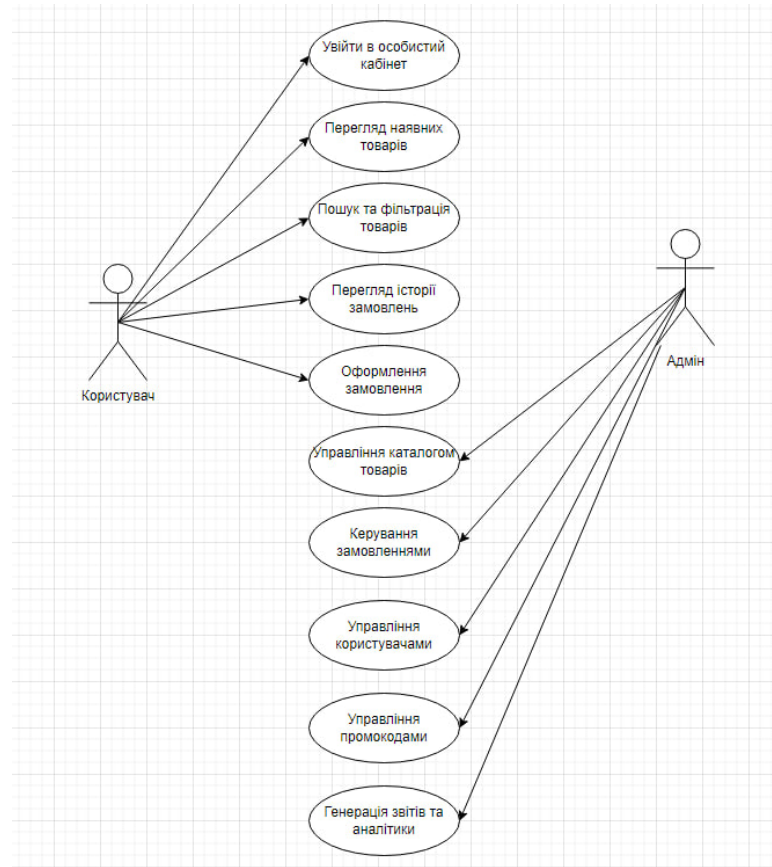 Увійти в особистий
кабінет
Перегляд наявних
товарів
Пошук та фільтрація
товарів
Перегляд історії
замовлень
Оформлення
замовлення
Користувач
Адмін
Управління каталогом
товарів
Керування
замовленнями
Управління
користувачами
Управління
промокодами
Генерація звітів та
аналітики